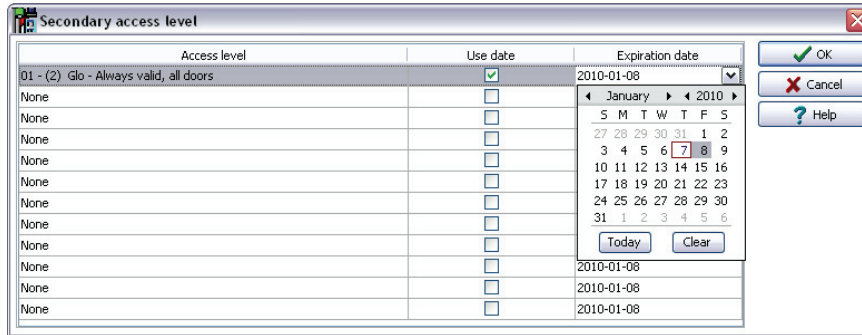 Secondary access level
Access level Use date Expiration date
OK
01 - (2) Glo - Always valid, all doors 2010-01-08
Cancel
None
January 2010
Help
None
S M T W T F S
None
27 28 29 30 31 1 2
3 4 5 6 7 8 9
None
10 11 12 13 14 15 16
None
17 18 19 20 21 22 23
None
24 25 26 27 28 29 30
None
31 1 2 3 4 5 6
None
Today Clear
None 2010-01-08
None 2010-01-08
None 2010-01-08